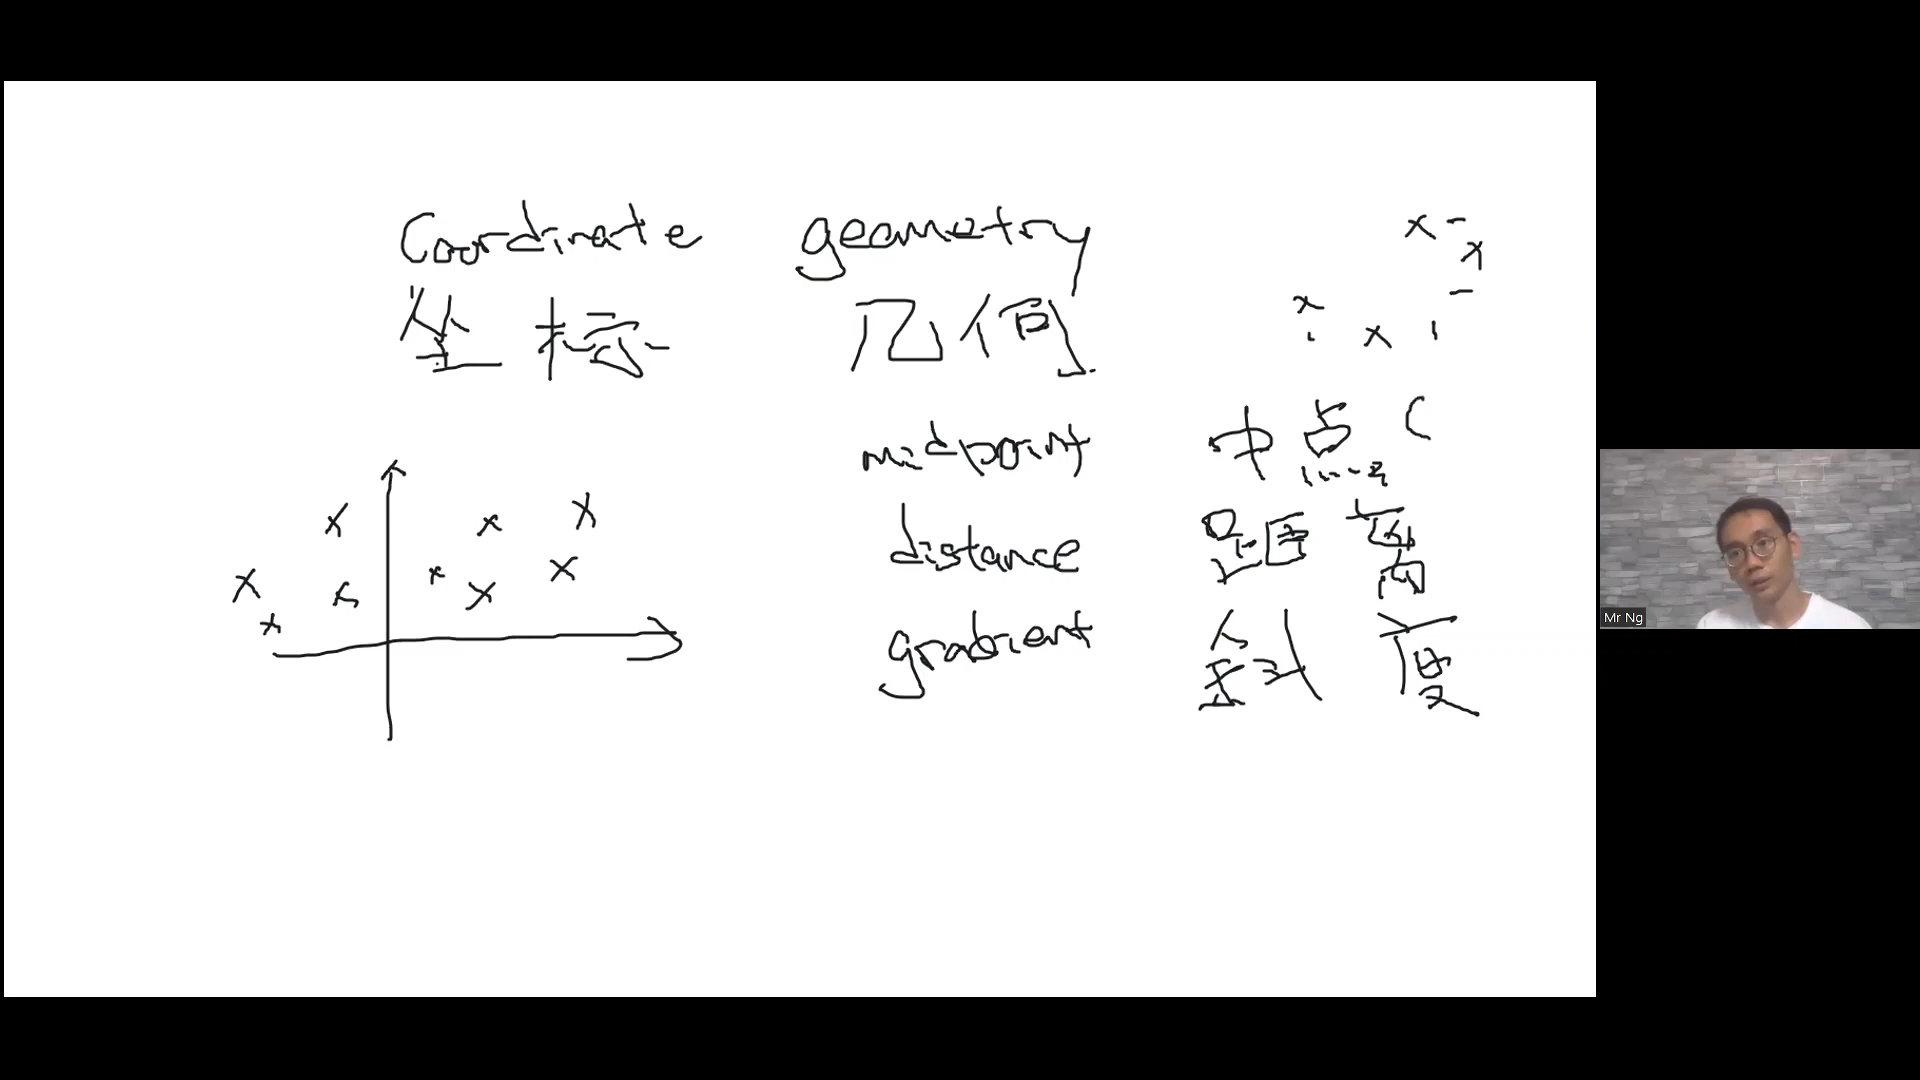 Coordinate geometry
坐标 几何
midpoint 中点 (
distance 距离
gradient 斜度
Mr Ng